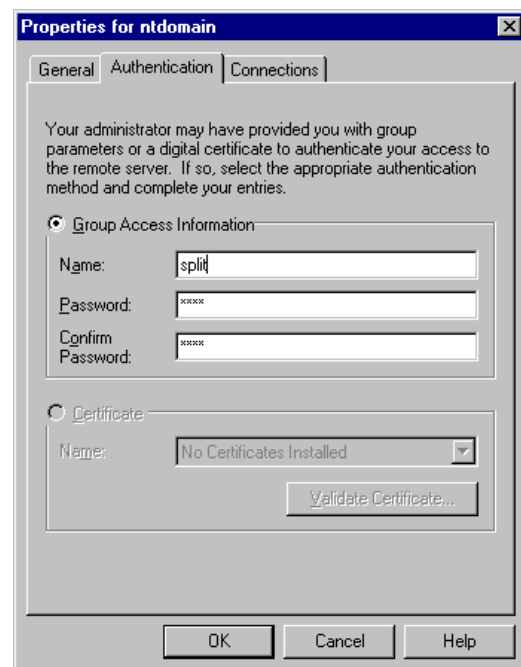 Properties for ntdomain
General Authentication Connections
Your administrator may have provided you with group
parameters or a digital certificate to authenticate your access to
the remote server. If so, select the appropriate authentication
method and complete your entries.
Group Access Information
Name: split
Password: ****
Confirm
Password: ****
Certificate
Name: No Certificates Installed
Validate Certificate...
OK Cancel Help